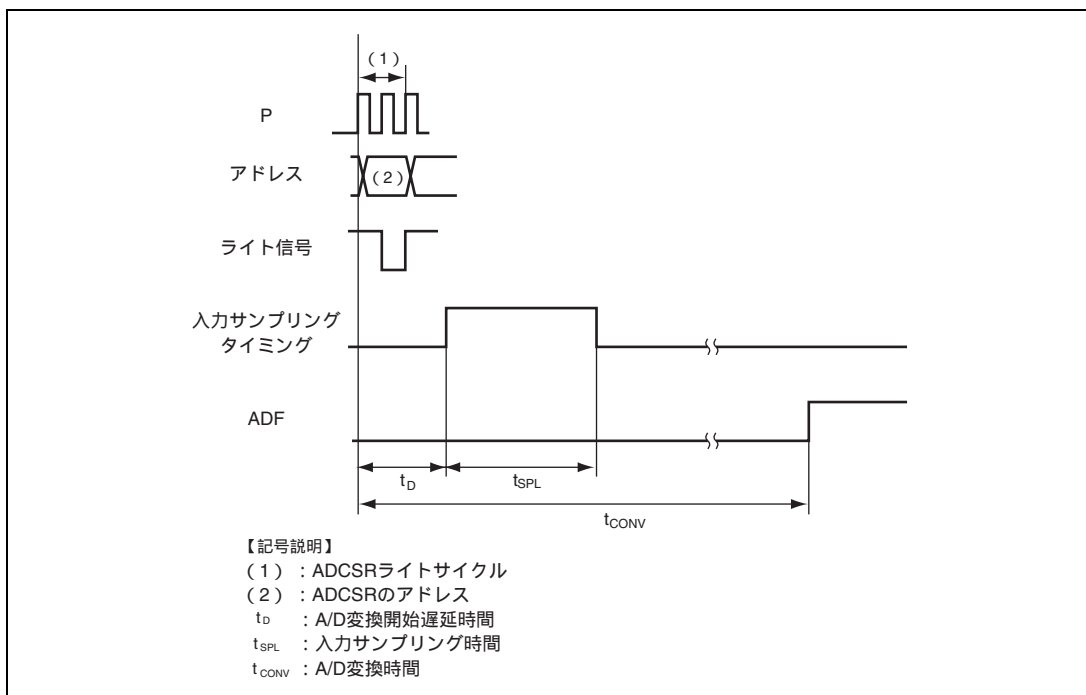 （1）
P
アドレス
（2）
ライト信号
入力サンプリング
タイミング
ADF
tD
tSPL
tCONV
【記号説明】
（1）：ADCSRライトサイクル
（2）：ADCSRのアドレス
tD ：A/D変換開始遅延時間
tSPL ：入力サンプリング時間
tCONV ：A/D変換時間